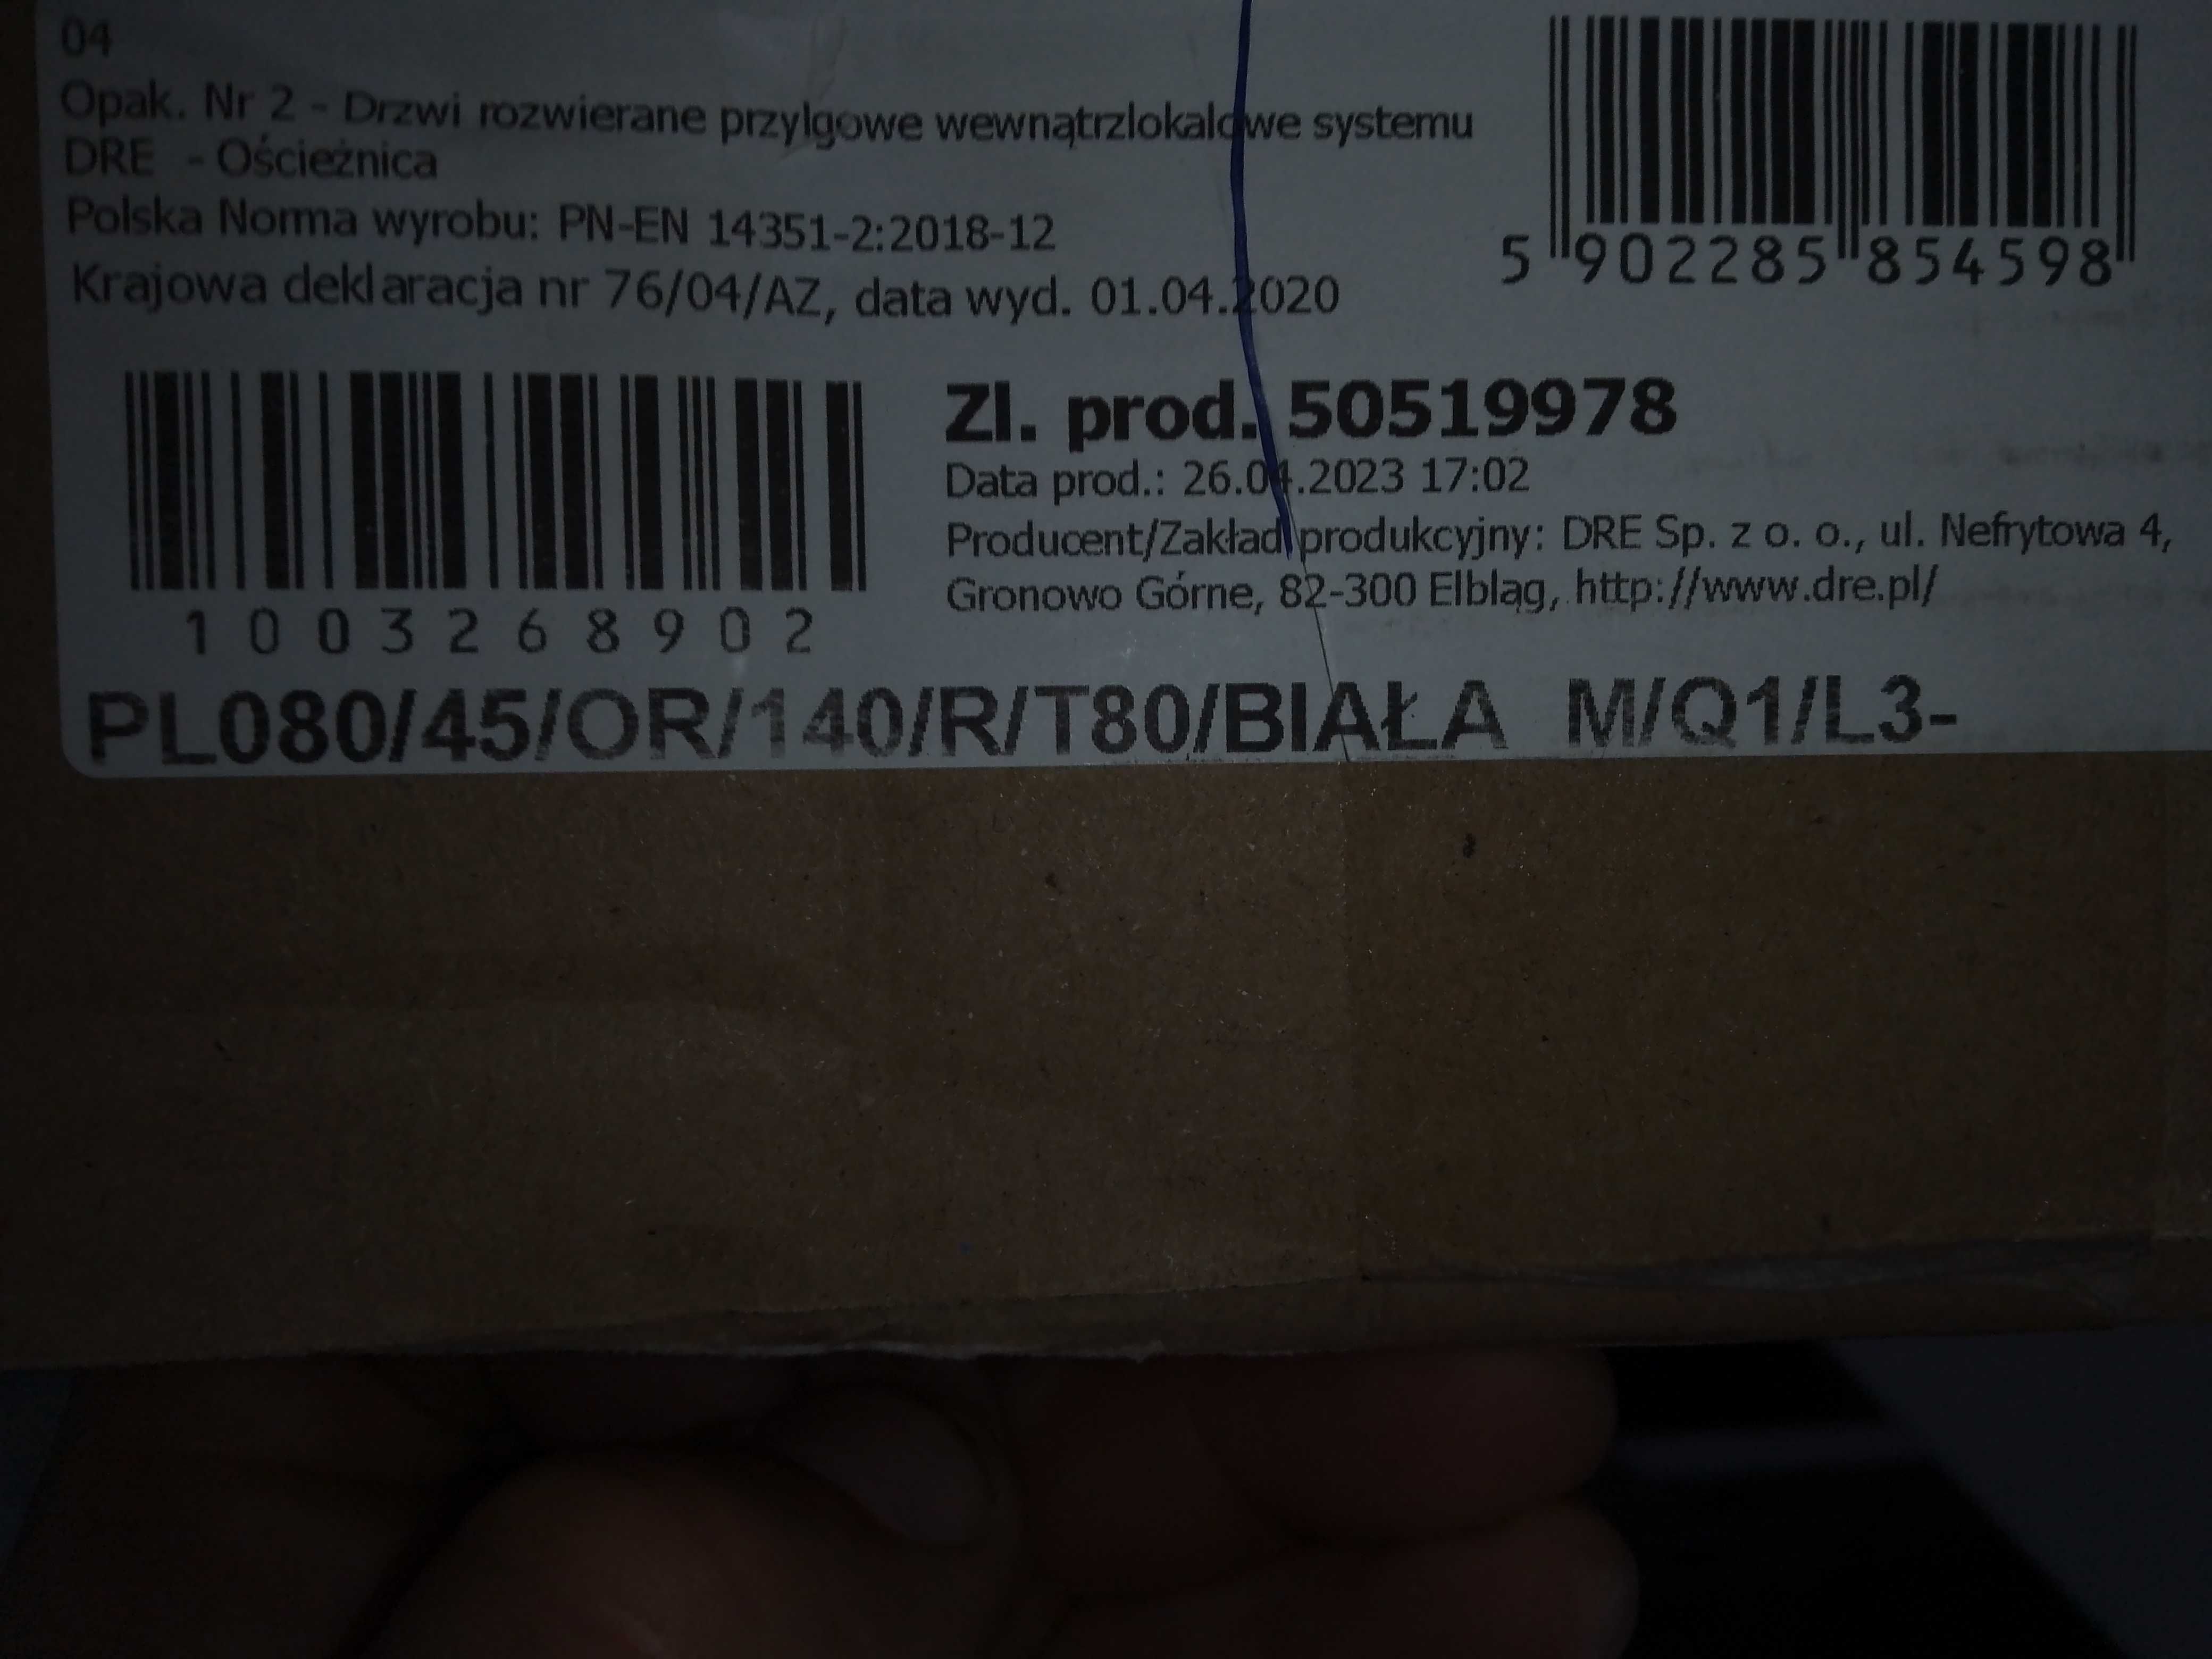 04
Opak. Nr 2 - Drzwi rozwierane przylgowe wewnątrzlokalowe systemu
DRE - Ościeżnica
Polska Norma wyrobu: PN-EN 14351-2:2018-12
Krajowa deklaracja nr 76/04/AZ, data wyd. 01.04.2020
5 902285 854598
Zl. prod. 50519978
Data prod.: 26.04.2023 17:02
Producent/Zakład produkcyjny: DRE Sp. z o. o., ul. Nefrytowa 4,
Gronowo Górne, 82-300 Elbląg, http://www.dre.pl/
1003268902
PL080/45/OR/140/R/T80/BIAŁA M/Q1/L3-